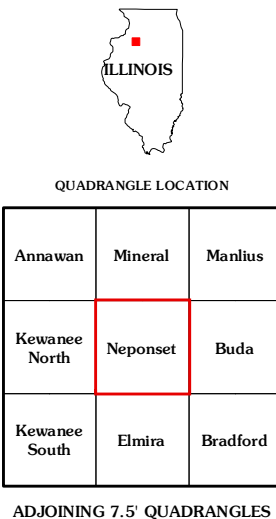 ILLINOIS
QUADRANGLE LOCATION
Annawan Mineral Manlius
Kewanee
North
Neponset
Buda
Kewanee
South
Elmira
Bradford
ADJOINING 7.5' QUADRANGLES